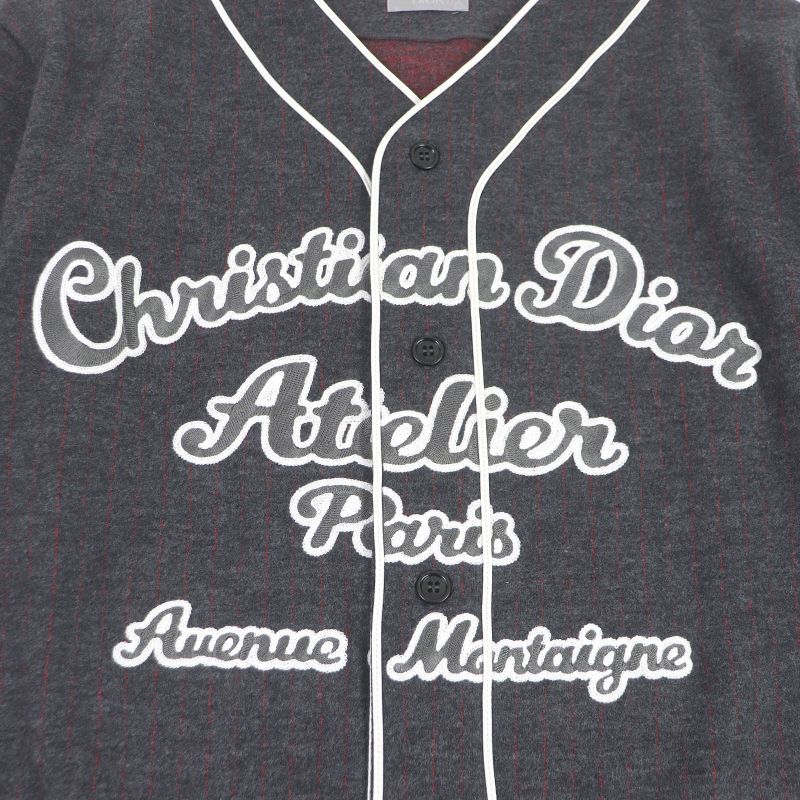 Christian Dior
Atelier
Paris
Avenue Montaigne